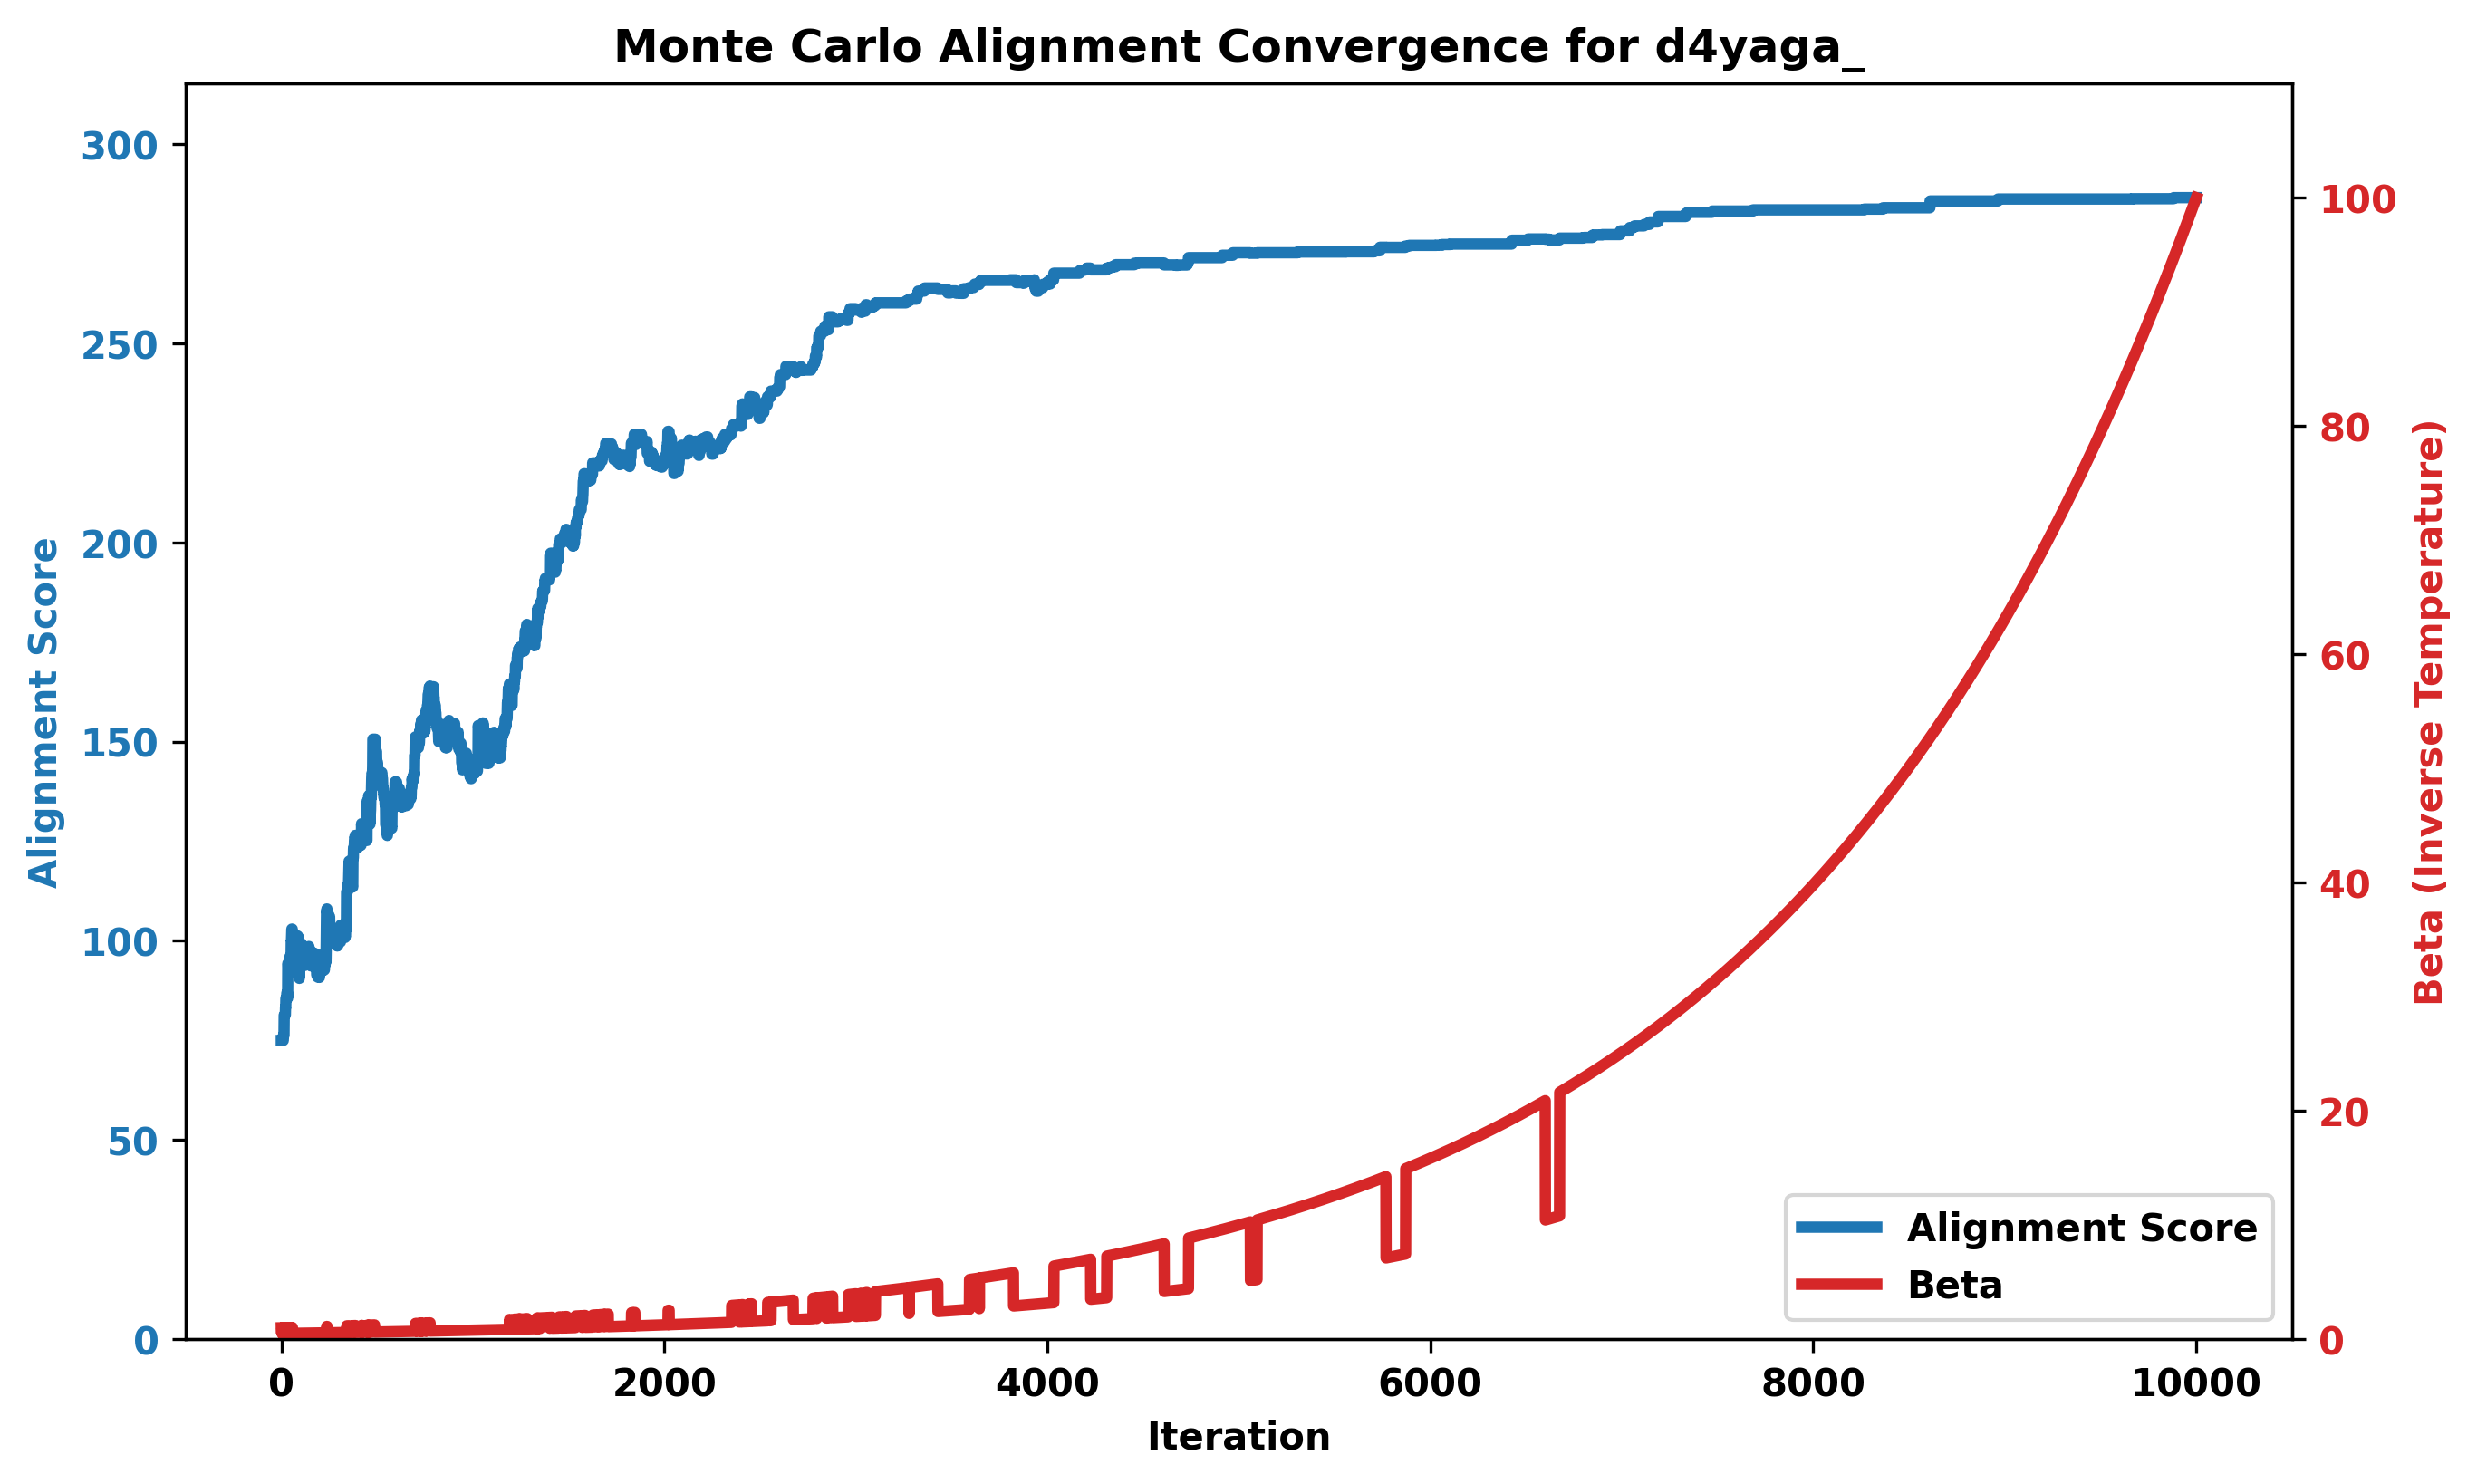 Monte Carlo Alignment Convergence for d4yaga_
300
250
200
150
100
50
0
Alignment Score
100
80
60
40
20
0
Beta (Inverse Temperature)
0 2000 4000 6000 8000 10000
Iteration
Alignment Score
Beta